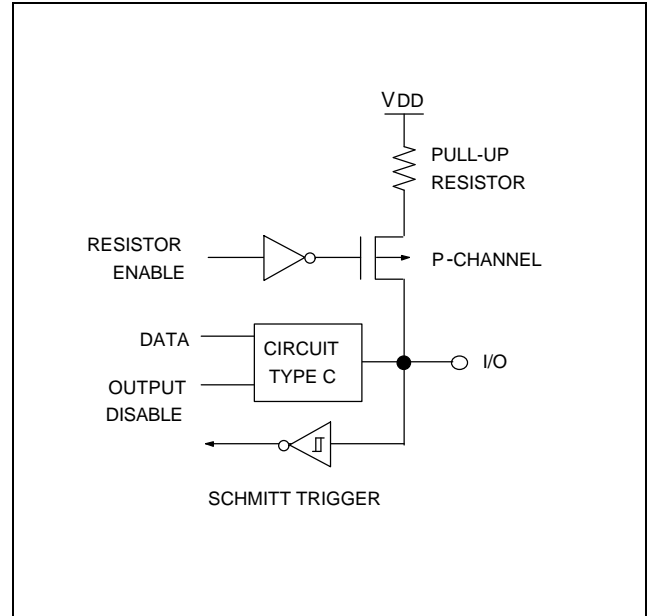 VDD
PULL-UP
RESISTOR
RESISTOR
ENABLE
P-CHANNEL
DATA
CIRCUIT
TYPE C
I/O
OUTPUT
DISABLE
SCHMITT TRIGGER